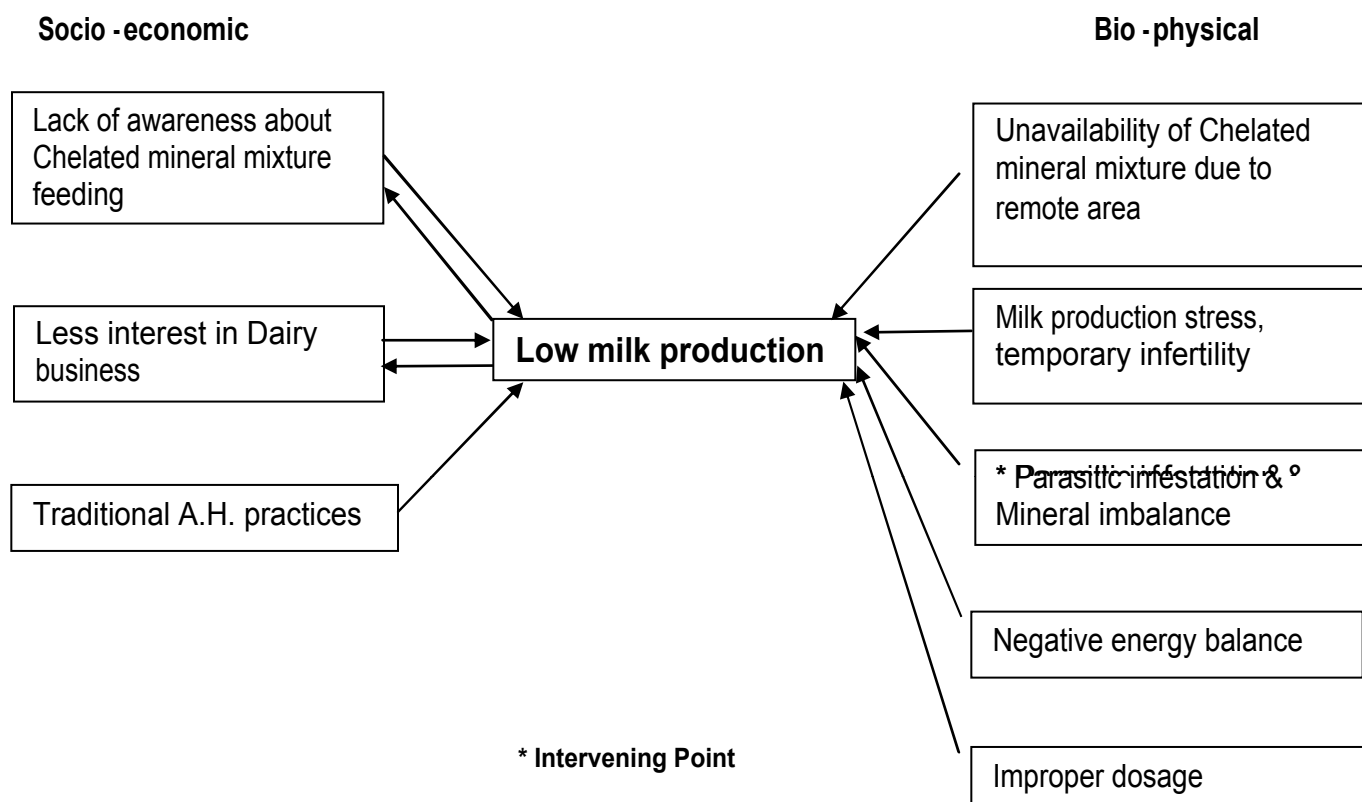 Socio - economic
Bio - physical
Lack of awareness about
Chelated mineral mixture
feeding
Less interest in Dairy
business
Traditional A.H. practices
Low milk production
Unavailability of Chelated
mineral mixture due to
remote area
Milk production stress,
temporary infertility
* Parasitic infestation &
Mineral imbalance
Negative energy balance
Improper dosage
* Intervening Point